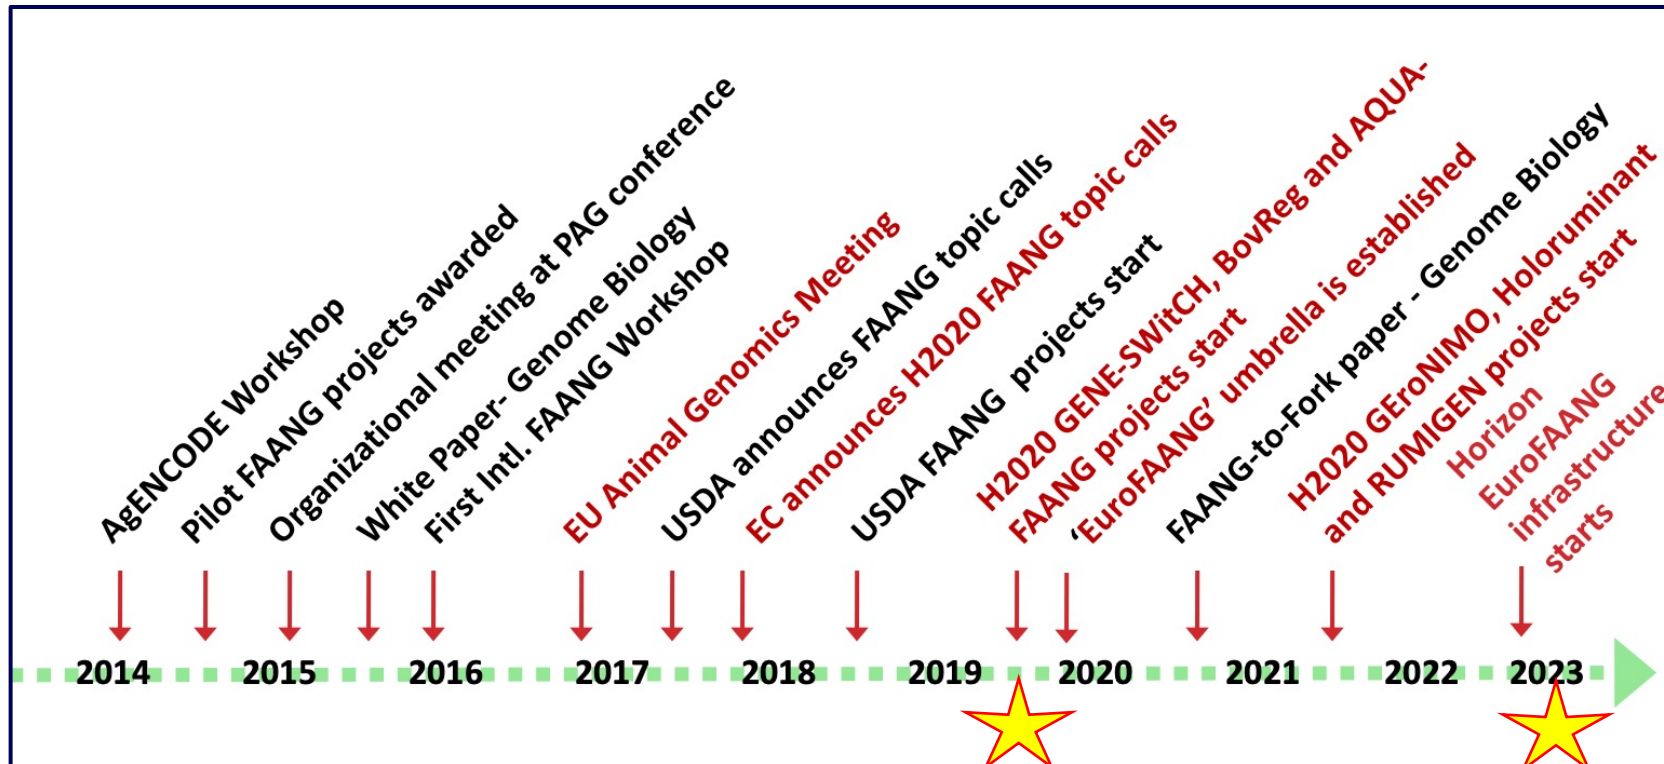 AgENCODE Workshop
Pilot FAANG projects awarded
Organizational meeting at PAG conference
White Paper- Genome Biology
First Intl. FAANG Workshop
EU Animal Genomics Meeting
USDA announces FAANG topic calls
EC announces H2020 FAANG topic calls
USDA FAANG projects start
H2020 GENE-SWitCH, BovReg and AQUA-
FAANG projects start
‘EuroFAANG’ umbrella is established
FAANG-to-Fork paper - Genome Biology
H2020 GEroNIMO, Holoruminant
and RUMIGEN projects start
Horizon
EuroFAANG
infrastructure
starts
2014 2015 2016 2017 2018 2019 2020 2021 2022 2023